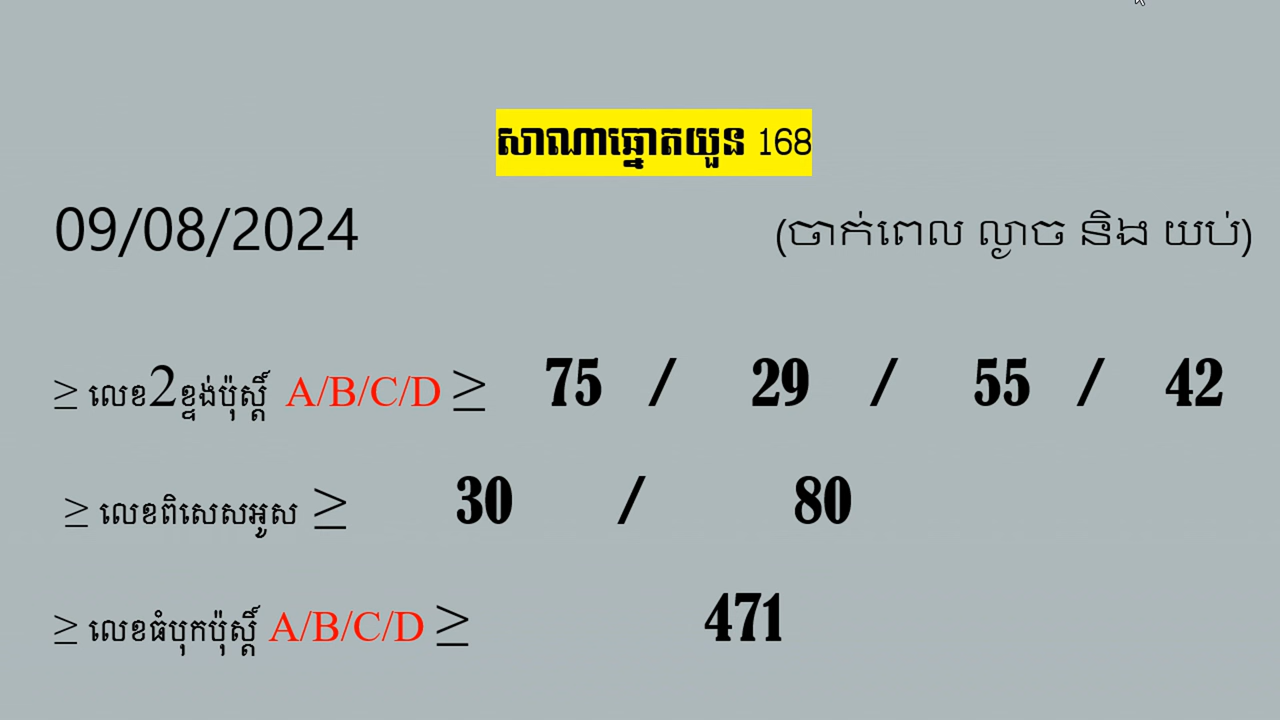 សាណាឆ្នោតយួន 168
09/08/2024 (ចាក់ពេល ល្ងាច និង យប់)
≥ លេខ2ខ្ទង់ប៉ុស្តិ៍ A/B/C/D ≥ 75 / 29 / 55 / 42
≥ លេខពិសេសអូស ≥ 30 / 80
≥ លេខធំបុកប៉ុស្តិ៍ A/B/C/D ≥ 471